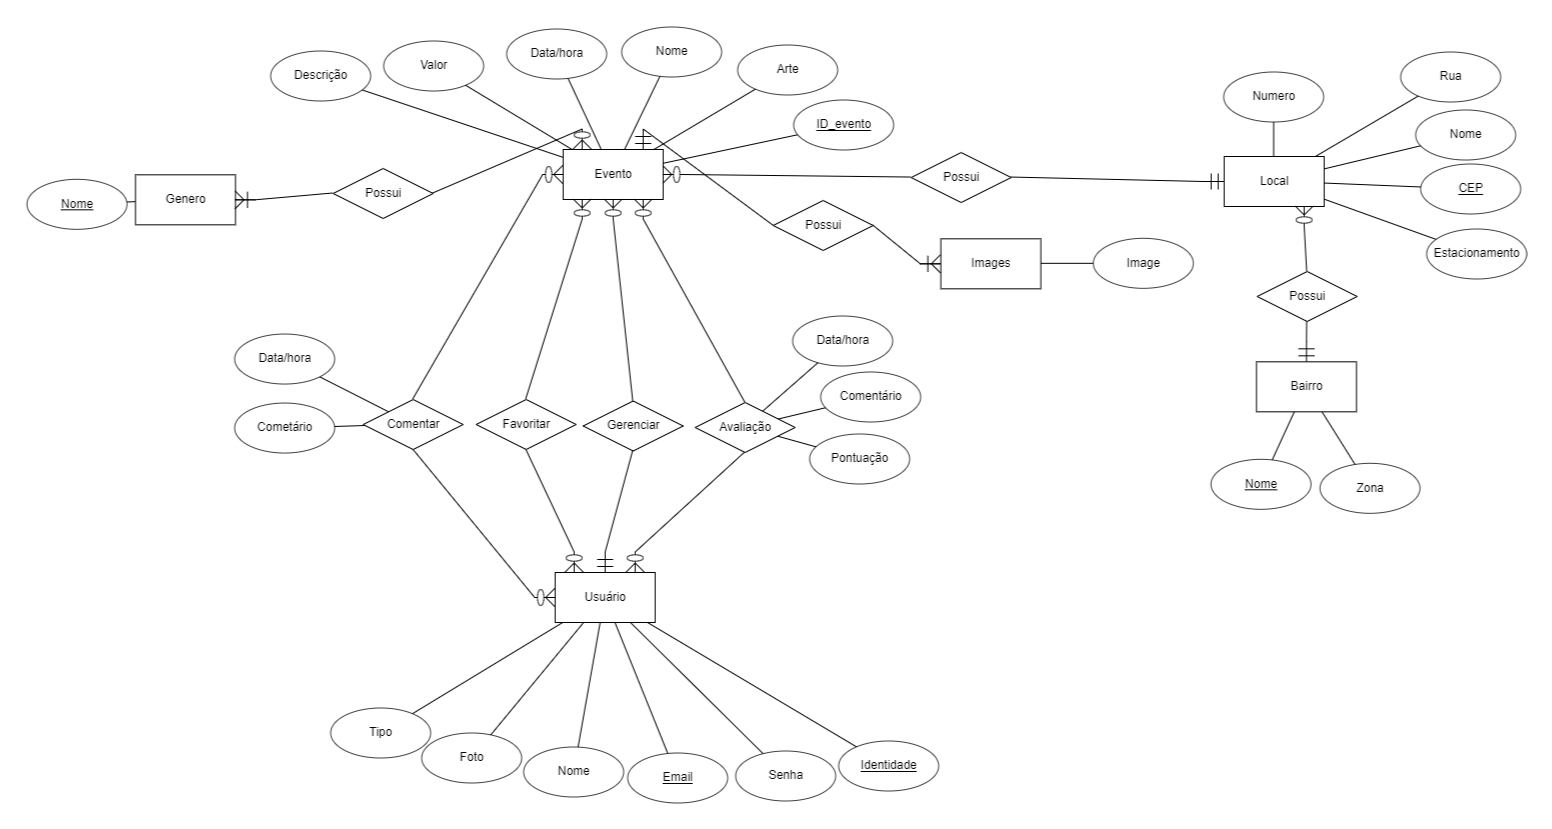 Descrição
Valor
Data/hora
Nome
Arte
ID_evento
Evento
Nome
Genero
Possui
Possui
Possui
Images
Image
Numero
Rua
Nome
CEP
Estacionamento
Local
Possui
Bairro
Nome
Zona
Data/hora
Cometário
Comentar
Favoritar
Gerenciar
Avaliação
Data/hora
Comentário
Pontuação
Usuário
Tipo
Foto
Nome
Email
Senha
Identidade